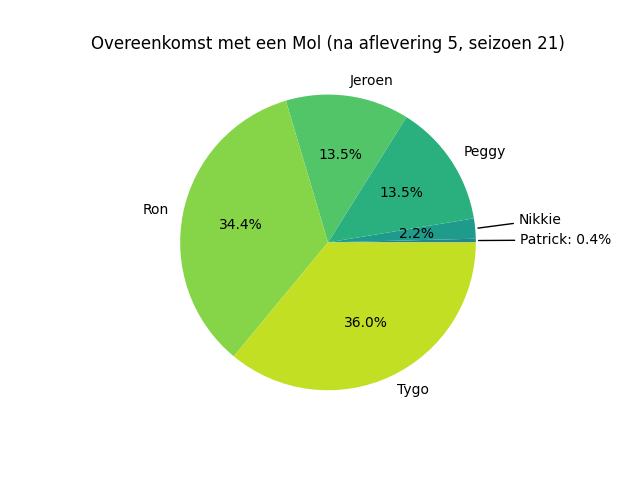 Overeenkomst met een Mol (na aflevering 5, seizoen 21)
Jeroen
13.5%
Peggy
13.5%
Ron
34.4%
Nikkie
2.2%
Patrick: 0.4%
36.0%
Tygo